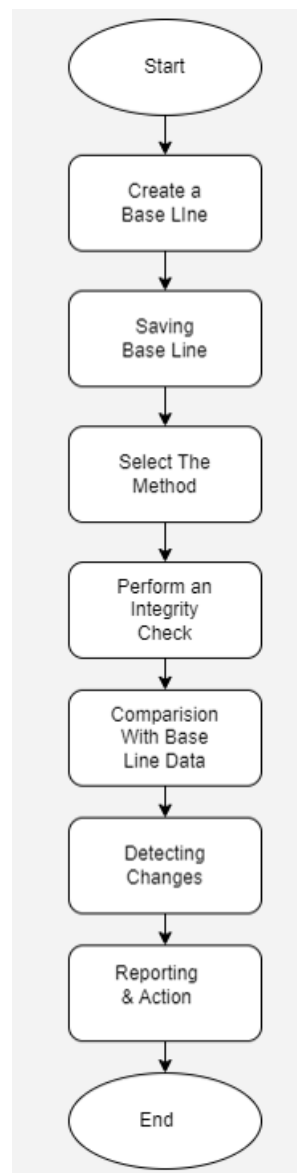 Start
Create a
Base LIne
Saving
Base Line
Select The
Method
Perform an
Integrity
Check
Comparision
With Base
Line Data
Detecting
Changes
Reporting
& Action
End